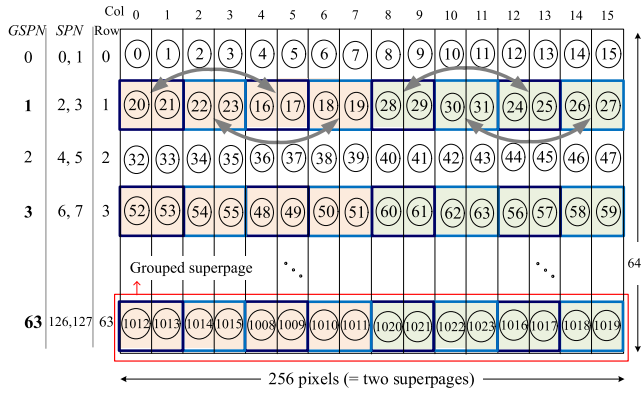 Col 0 1 2 3 4 5 6 7 8 9 10 11 12 13 14 15
GSPN SPN Row
0 0, 1 0 0 1 2 3 4 5 6 7 8 9 10 11 12 13 14 15
1 2, 3 1 20 21 22 23 16 17 18 19 28 29 30 31 24 25 26 27
2 4, 5 2 32 33 34 35 36 37 38 39 40 41 42 43 44 45 46 47
3 6, 7 3 52 53 54 55 48 49 50 51 60 61 62 63 56 57 58 59
64
Grouped superpage
63 126,127 63 1012 1013 1014 1015 1008 1009 1010 1011 1020 1021 1022 1023 1016 1017 1018 1019
256 pixels (= two superpages)